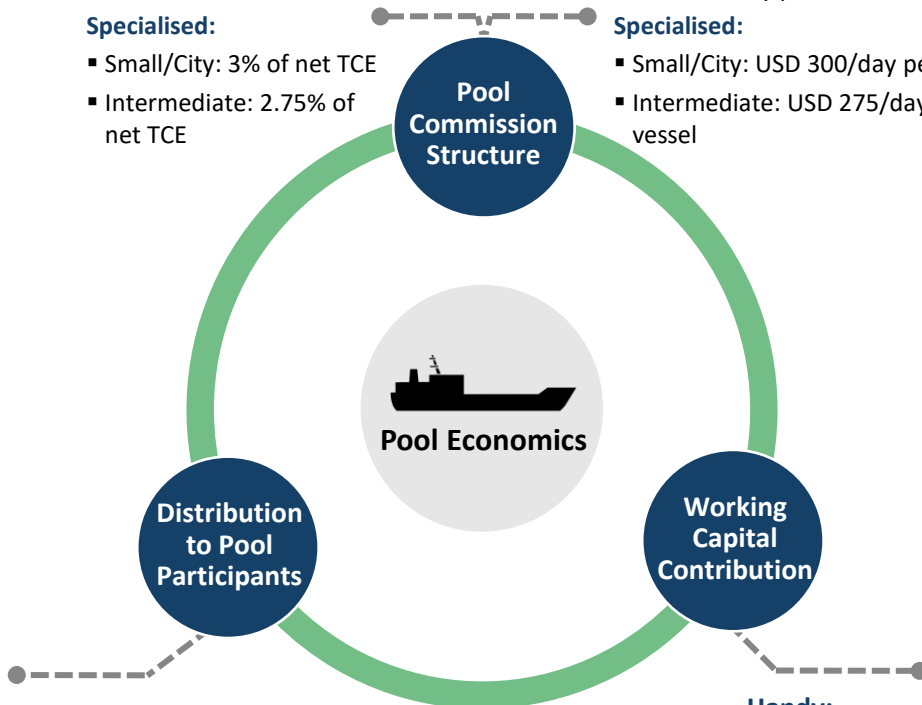 Specialised:
▪ Small/City: 3% of net TCE
▪ Intermediate: 2.75% of
net TCE
Pool
Commission
Structure
Specialised:
▪ Small/City: USD 300/day pe
▪ Intermediate: USD 275/day
vessel
Pool Economics
Distribution
to Pool
Participants
Working
Capital
Contribution